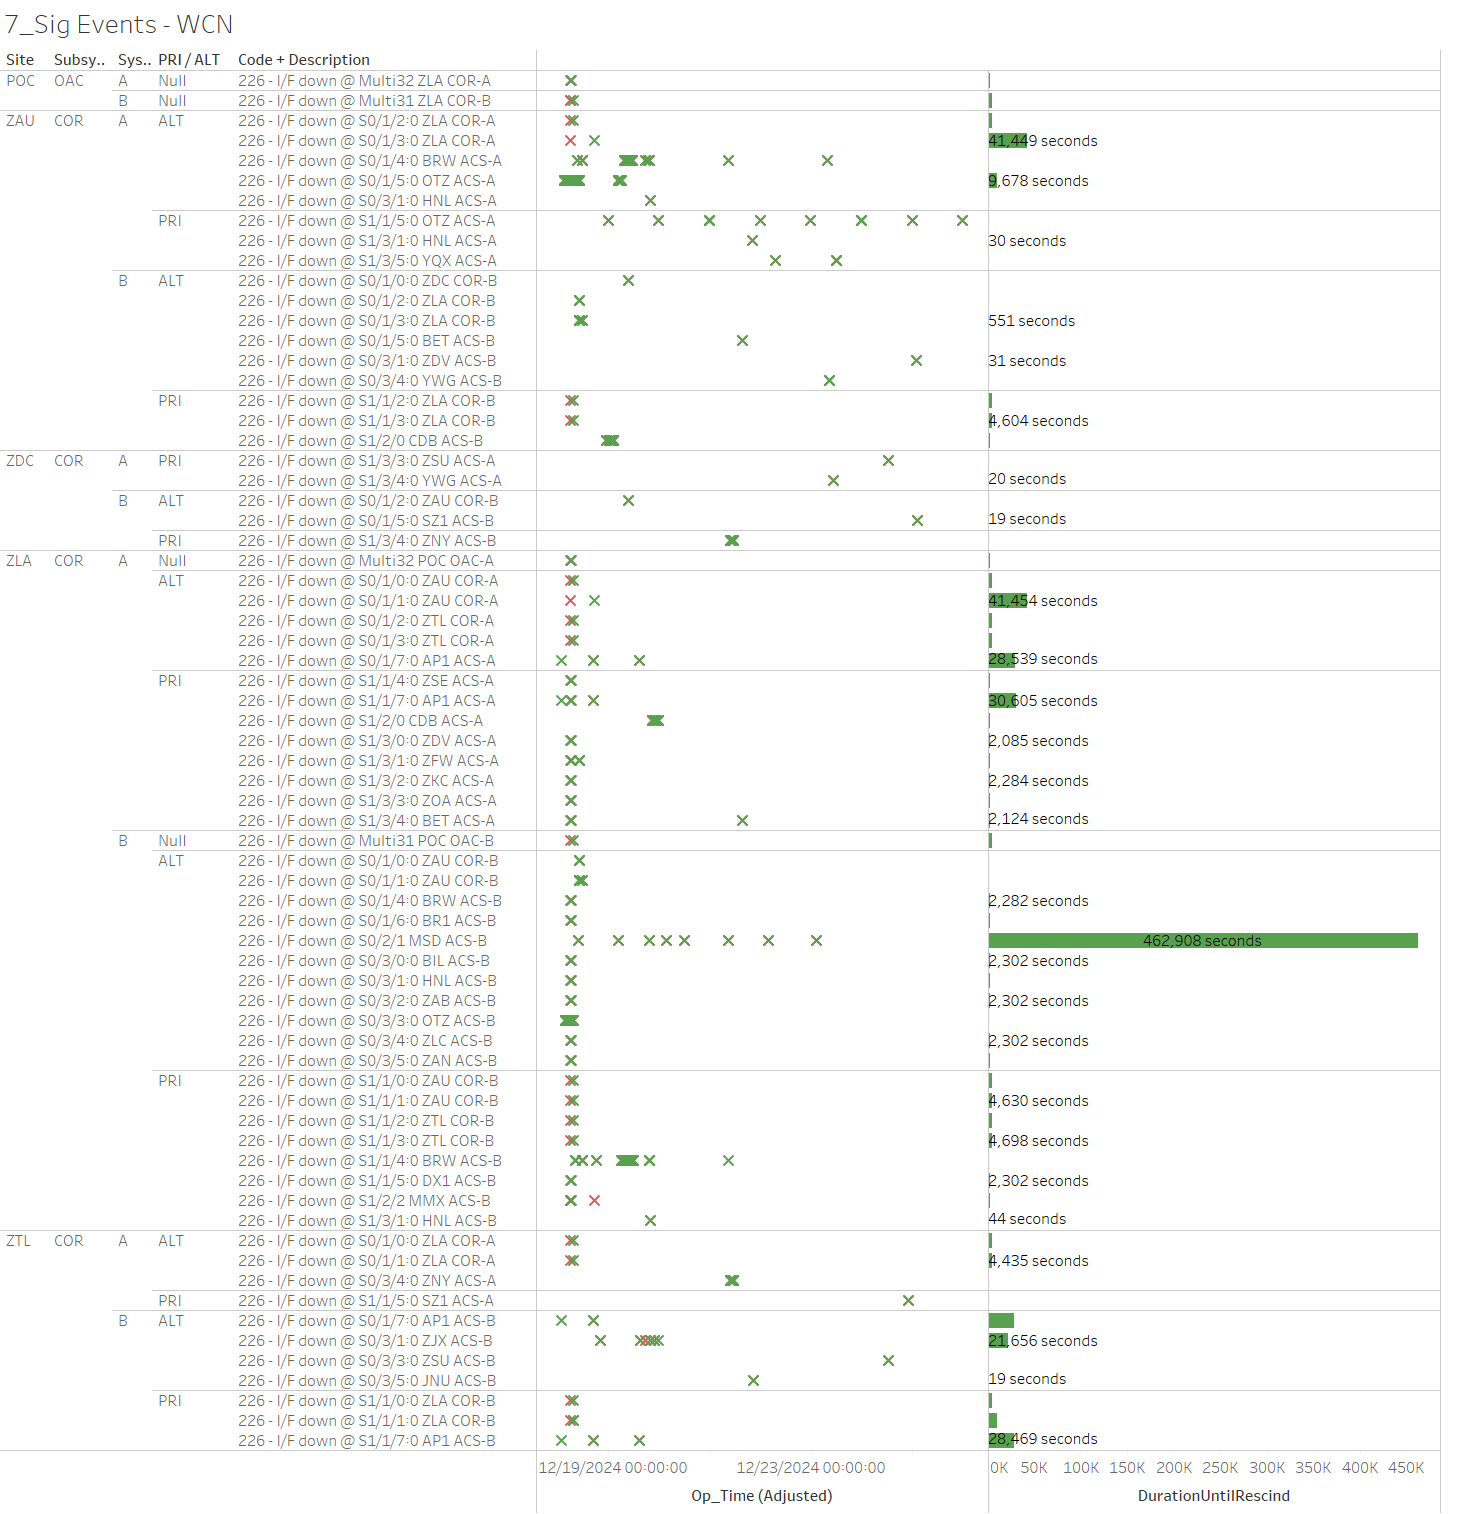 7_Sig Events - WCN
Site Subsy.. Sys.. PRI / ALT Code + Description
POC OAC A Null 226 - I/F down @ Multi32 ZLA COR-A
B Null 226 - I/F down @ Multi31 ZLA COR-B
ZAU COR A ALT 226 - I/F down @ S0/1/2:0 ZLA COR-A
226 - I/F down @ S0/1/3:0 ZLA COR-A 41,449 seconds
226 - I/F down @ S0/1/4:0 BRW ACS-A
226 - I/F down @ S0/1/5:0 OTZ ACS-A 9,678 seconds
226 - I/F down @ S0/3/1:0 HNL ACS-A
PRI 226 - I/F down @ S1/1/5:0 OTZ ACS-A
226 - I/F down @ S1/3/1:0 HNL ACS-A 30 seconds
226 - I/F down @ S1/3/5:0 YQX ACS-A
B ALT 226 - I/F down @ S0/1/0:0 ZDC COR-B
226 - I/F down @ S0/1/2:0 ZLA COR-B
226 - I/F down @ S0/1/3:0 ZLA COR-B 551 seconds
226 - I/F down @ S0/1/5:0 BET ACS-B
226 - I/F down @ S0/3/1:0 ZDV ACS-B 31 seconds
226 - I/F down @ S0/3/4:0 YWG ACS-B
PRI 226 - I/F down @ S1/1/2:0 ZLA COR-B
226 - I/F down @ S1/1/3:0 ZLA COR-B 4,604 seconds
226 - I/F down @ S1/2/0 CDB ACS-B
ZDC COR A PRI 226 - I/F down @ S1/3/3:0 ZSU ACS-A
226 - I/F down @ S1/3/4:0 YWG ACS-A 20 seconds
B ALT 226 - I/F down @ S0/1/2:0 ZAU COR-B
226 - I/F down @ S0/1/5:0 SZ1 ACS-B 19 seconds
PRI 226 - I/F down @ S1/3/4:0 ZNY ACS-B
ZLA COR A Null 226 - I/F down @ Multi32 POC OAC-A
ALT 226 - I/F down @ S0/1/0:0 ZAU COR-A
226 - I/F down @ S0/1/1:0 ZAU COR-A 41,454 seconds
226 - I/F down @ S0/1/2:0 ZTL COR-A
226 - I/F down @ S0/1/3:0 ZTL COR-A
226 - I/F down @ S0/1/7:0 AP1 ACS-A 28,539 seconds
PRI 226 - I/F down @ S1/1/4:0 ZSE ACS-A
226 - I/F down @ S1/1/7:0 AP1 ACS-A 30,605 seconds
226 - I/F down @ S1/2/0 CDB ACS-A
226 - I/F down @ S1/3/0:0 ZDV ACS-A 2,085 seconds
226 - I/F down @ S1/3/1:0 ZFW ACS-A
226 - I/F down @ S1/3/2:0 ZKC ACS-A 2,284 seconds
226 - I/F down @ S1/3/3:0 ZOA ACS-A
226 - I/F down @ S1/3/4:0 BET ACS-A 2,124 seconds
B Null 226 - I/F down @ Multi31 POC OAC-B
ALT 226 - I/F down @ S0/1/0:0 ZAU COR-B
226 - I/F down @ S0/1/1:0 ZAU COR-B
226 - I/F down @ S0/1/4:0 BRW ACS-B 2,282 seconds
226 - I/F down @ S0/1/6:0 BR1 ACS-B
226 - I/F down @ S0/2/1 MSD ACS-B 462,908 seconds
226 - I/F down @ S0/3/0:0 BIL ACS-B 2,302 seconds
226 - I/F down @ S0/3/1:0 HNL ACS-B
226 - I/F down @ S0/3/2:0 ZAB ACS-B 2,302 seconds
226 - I/F down @ S0/3/3:0 OTZ ACS-B
226 - I/F down @ S0/3/4:0 ZLC ACS-B 2,302 seconds
226 - I/F down @ S0/3/5:0 ZAN ACS-B
PRI 226 - I/F down @ S1/1/0:0 ZAU COR-B
226 - I/F down @ S1/1/1:0 ZAU COR-B 4,630 seconds
226 - I/F down @ S1/1/2:0 ZTL COR-B
226 - I/F down @ S1/1/3:0 ZTL COR-B 4,698 seconds
226 - I/F down @ S1/1/4:0 BRW ACS-B
226 - I/F down @ S1/1/5:0 DX1 ACS-B 2,302 seconds
226 - I/F down @ S1/2/2 MMX ACS-B
226 - I/F down @ S1/3/1:0 HNL ACS-B 44 seconds
ZTL COR A ALT 226 - I/F down @ S0/1/0:0 ZLA COR-A
226 - I/F down @ S0/1/1:0 ZLA COR-A 4,435 seconds
226 - I/F down @ S0/3/4:0 ZNY ACS-A
PRI 226 - I/F down @ S1/1/5:0 SZ1 ACS-A
B ALT 226 - I/F down @ S0/1/7:0 AP1 ACS-B
226 - I/F down @ S0/3/1:0 ZJX ACS-B 21,656 seconds
226 - I/F down @ S0/3/3:0 ZSU ACS-B
226 - I/F down @ S0/3/5:0 JNU ACS-B 19 seconds
PRI 226 - I/F down @ S1/1/0:0 ZLA COR-B
226 - I/F down @ S1/1/1:0 ZLA COR-B
226 - I/F down @ S1/1/7:0 AP1 ACS-B 28,469 seconds
12/19/2024 00:00:00 12/23/2024 00:00:00 0K 50K 100K 150K 200K 250K 300K 350K 400K 450K
Op_Time (Adjusted) DurationUntilRescind